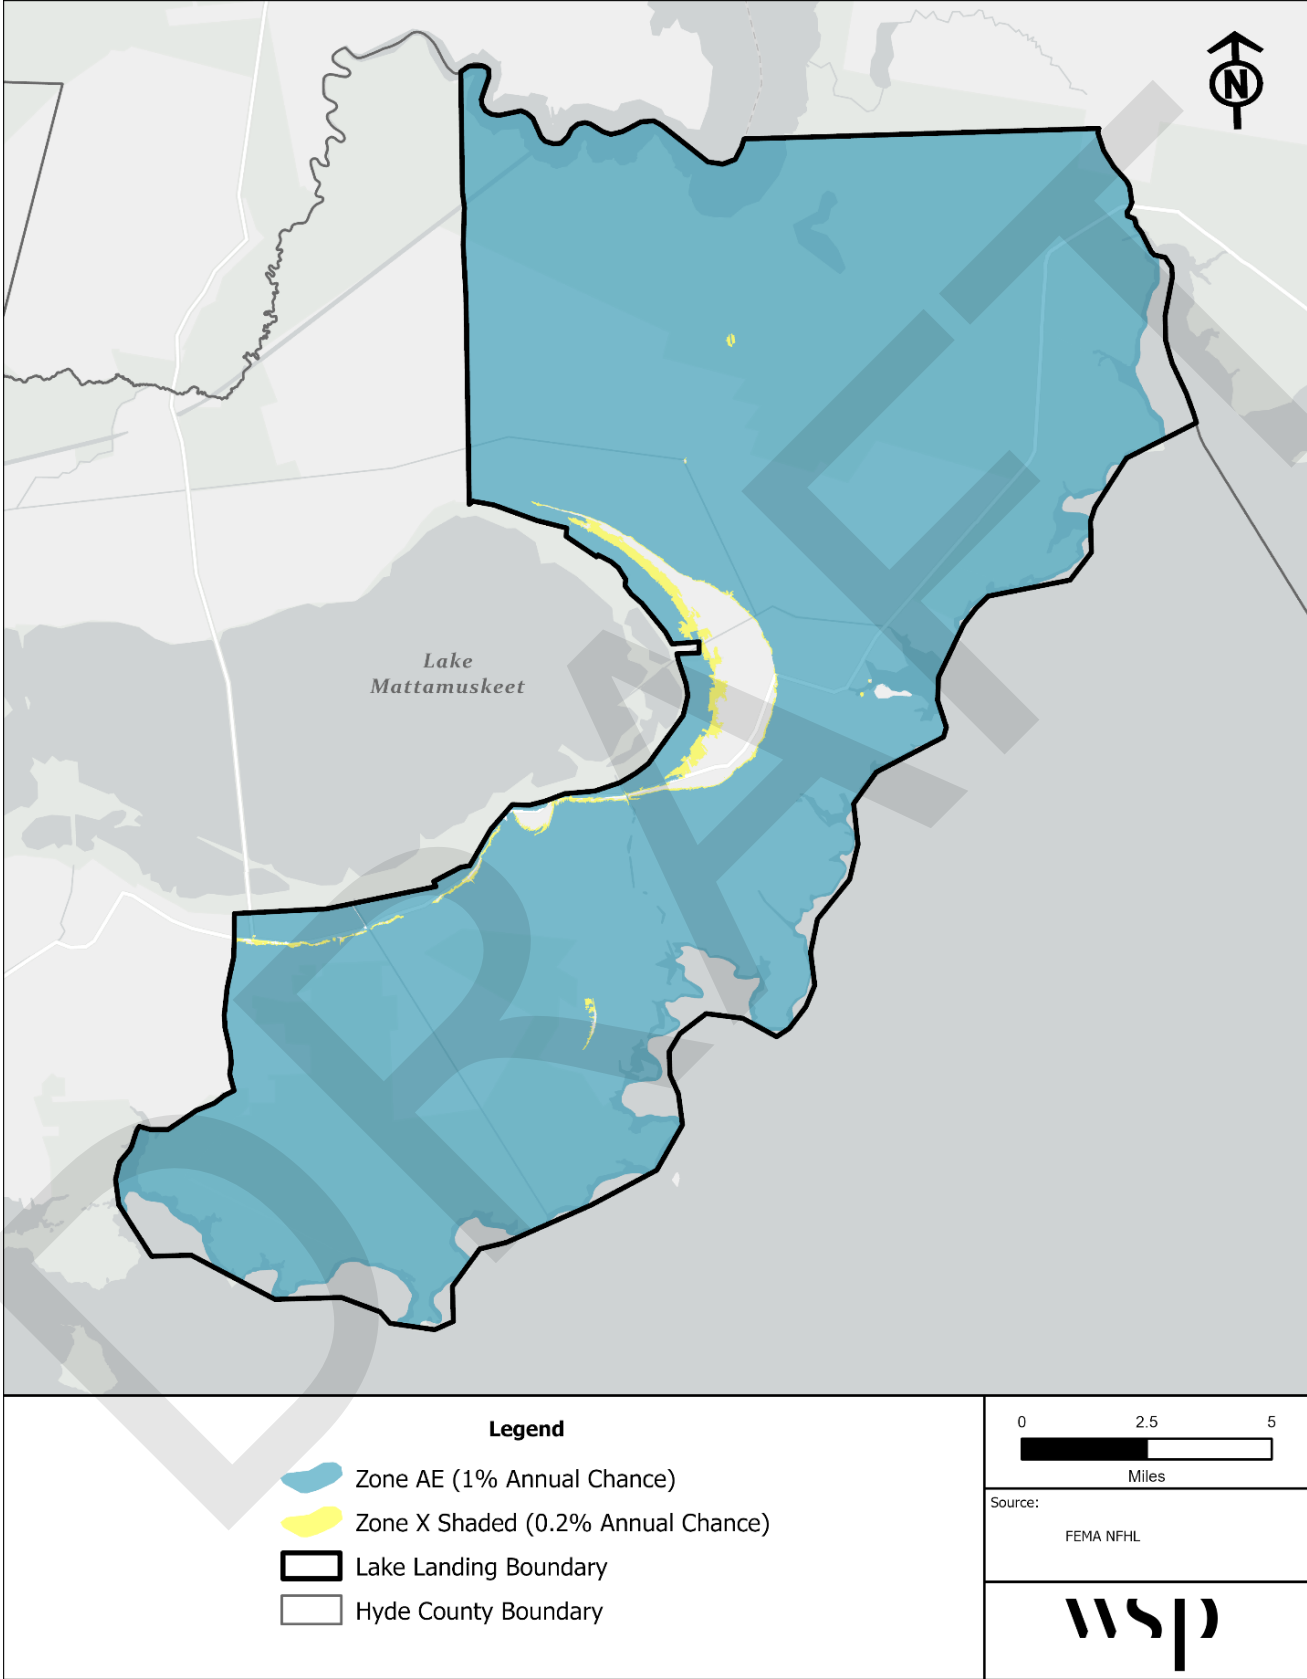 N
Lake
Mattamuskeet
DRAFT
Legend
Zone AE (1% Annual Chance)
Zone X Shaded (0.2% Annual Chance)
Lake Landing Boundary
Hyde County Boundary
0 2.5 5
Miles
Source:
FEMA NFHL
wsp